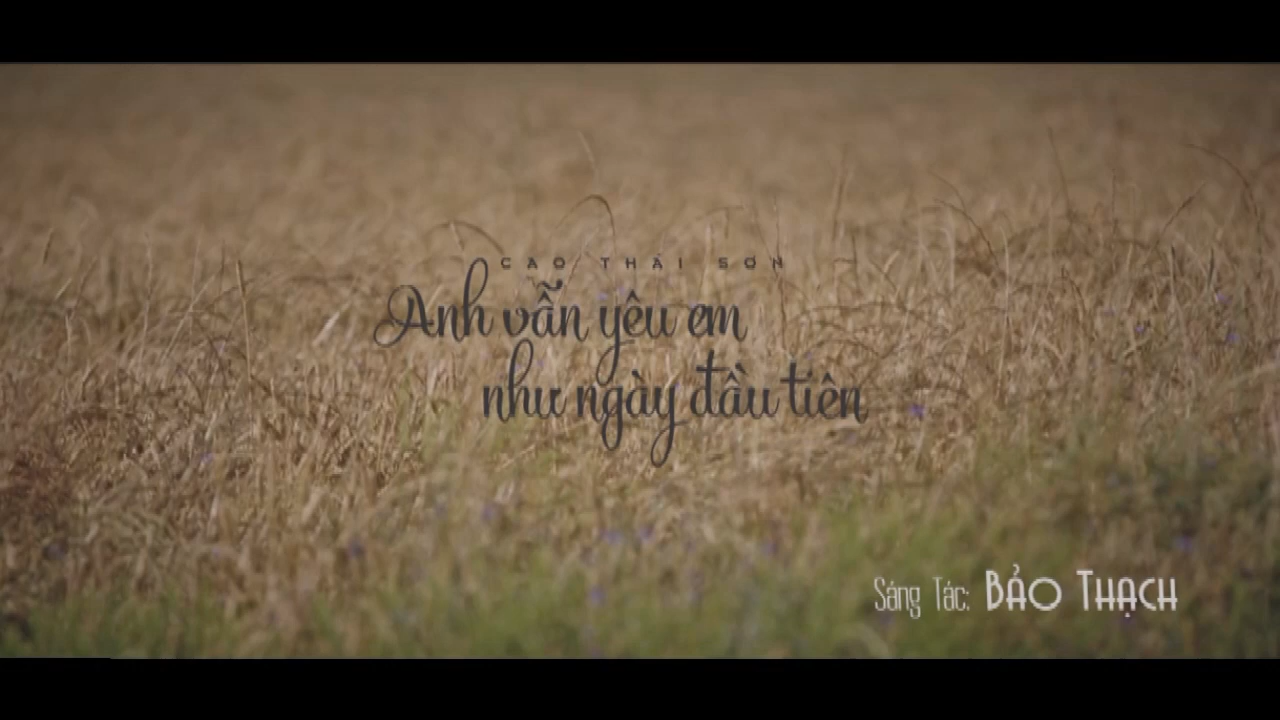 CAO THÁI SƠN
Anh vẫn yêu em
như ngày đầu tiên
Sáng Tác: BẢO THẠCH